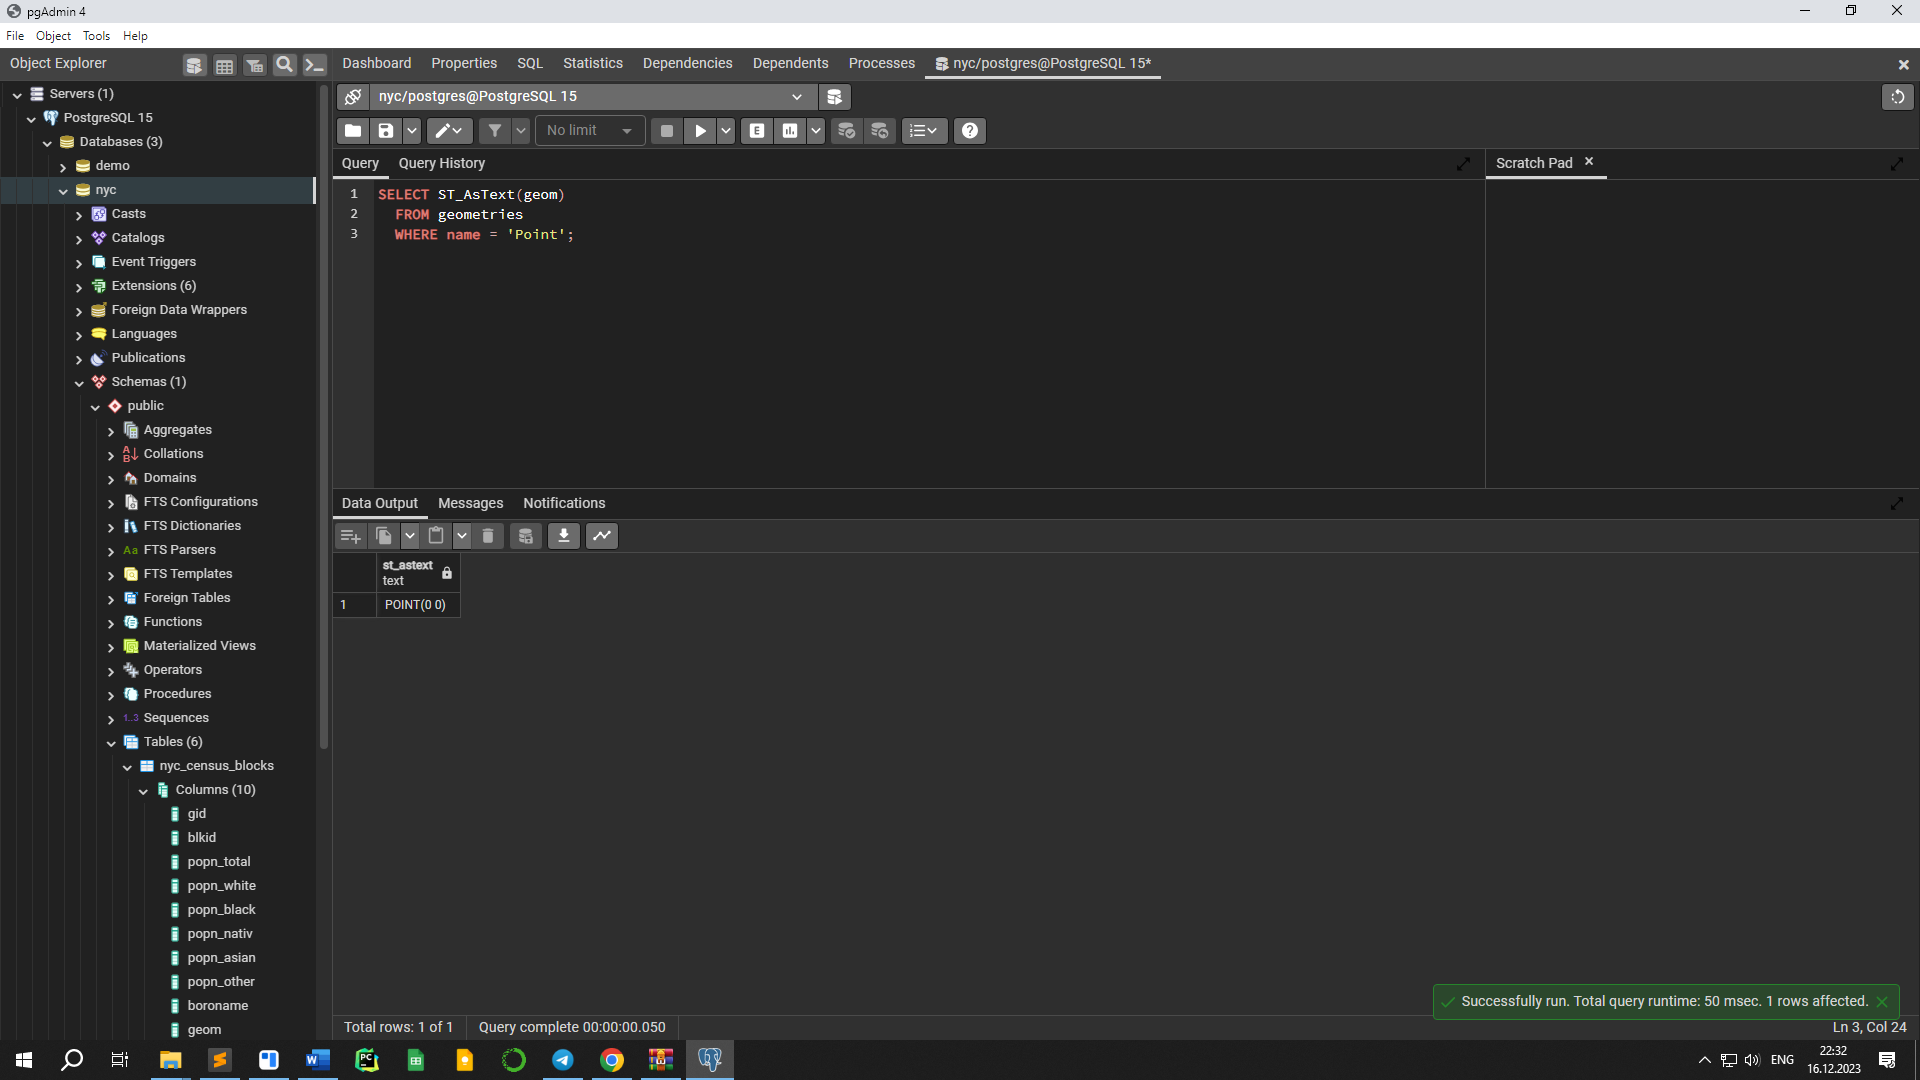 pgAdmin 4
File Object Tools Help
Object Explorer
Dashboard Properties SQL Statistics Dependencies Dependents Processes nyc/postgres@PostgreSQL 15*
Servers (1)
PostgreSQL 15
Databases (3)
demo
nyc
Casts
Catalogs
Event Triggers
Extensions (6)
Foreign Data Wrappers
Languages
Publications
Schemas (1)
public
Aggregates
Collations
Domains
FTS Configurations
FTS Dictionaries
Aa FTS Parsers
FTS Templates
Foreign Tables
Functions
Materialized Views
Operators
Procedures
1..3 Sequences
Tables (6)
nyc_census_blocks
Columns (10)
gid
blkid
popn_total
popn_white
popn_black
popn_nativ
popn_asian
popn_other
boroname
geom
nyc/postgres@PostgreSQL 15
No limit
E
Query Query History
Scratch Pad
1 SELECT ST_AsText(geom)
2 FROM geometries
3 WHERE name = 'Point';
Data Output Messages Notifications
st_astext
text
1 POINT(0 0)
Successfully run. Total query runtime: 50 msec. 1 rows affected.
Total rows: 1 of 1 Query complete 00:00:00.050 Ln 3, Col 24
ENG
22:32
16.12.2023